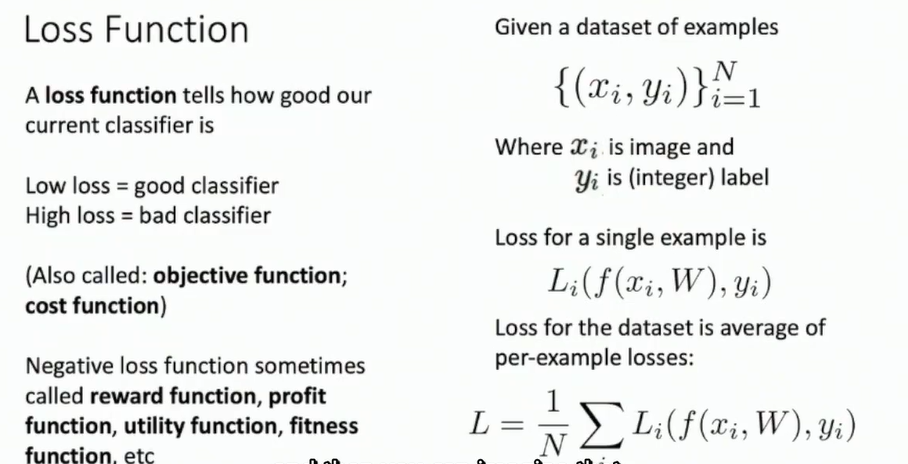 Loss Function
A loss function tells how good our
current classifier is
Low loss = good classifier
High loss = bad classifier
(Also called: objective function;
cost function)
Negative loss function sometimes
called reward function, profit
function, utility function, fitness
function, etc
Given a dataset of examples
{(x_i, y_i)}_{i=1}^N
Where x_i is image and
y_i is (integer) label
Loss for a single example is
L_i(f(x_i, W), y_i)
Loss for the dataset is average of
per-example losses:
L = \frac{1}{N} \sum L_i(f(x_i, W), y_i)